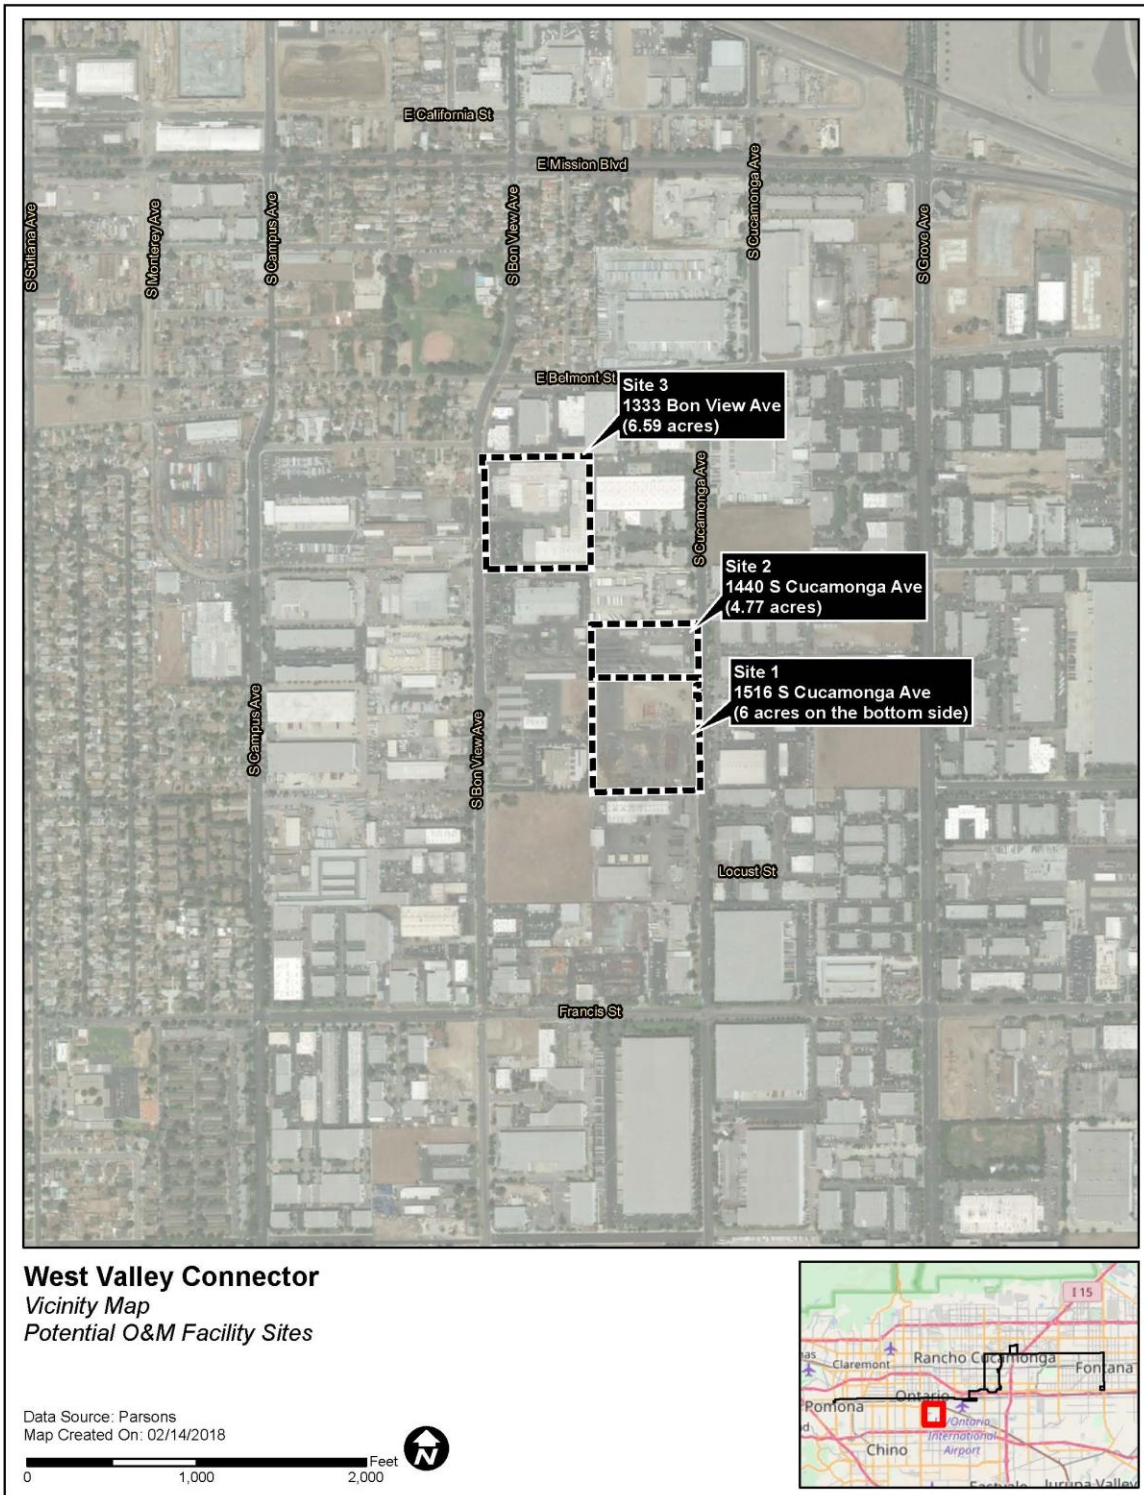 E California St
E Mission Blvd
S Sultana Ave
S Monterey Ave
S Campus Ave
S Bon View Ave
S Cucamonga Ave
S Grove Ave
E Belmont St
Site 3
1333 Bon View Ave
(6.59 acres)
S Cucamonga Ave
Site 2
1440 S Cucamonga Ave
(4.77 acres)
Site 1
1516 S Cucamonga Ave
(6 acres on the bottom side)
S Campus Ave
S Bon View Ave
Locust St
Francis St
West Valley Connector
Vicinity Map
Potential O&M Facility Sites
Data Source: Parsons
Map Created On: 02/14/2018
Feet
0 1,000 2,000
N
I 15
Claremont
Rancho Cucamonga
Fontana
Ontario
Pomona
Ontario
International
Airport
Chino
Jurupa Valley